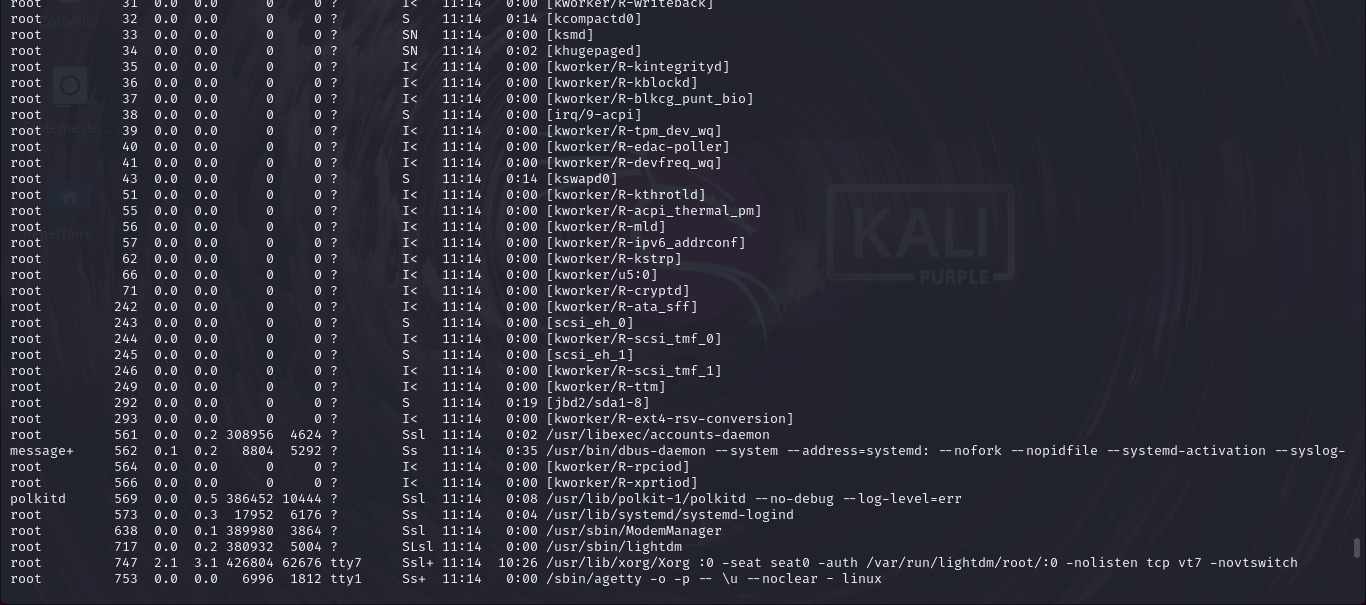 root          31  0.0  0.0      0     0 ?        I<   11:14   0:00 [kworker/R-writeback]
root          32  0.0  0.0      0     0 ?        S    11:14   0:14 [kcompactd0]
root          33  0.0  0.0      0     0 ?        SN   11:14   0:00 [ksmd]
root          34  0.0  0.0      0     0 ?        SN   11:14   0:02 [khugepaged]
root          35  0.0  0.0      0     0 ?        I<   11:14   0:00 [kworker/R-kintegrityd]
root          36  0.0  0.0      0     0 ?        I<   11:14   0:00 [kworker/R-kblockd]
root          37  0.0  0.0      0     0 ?        I<   11:14   0:00 [kworker/R-blkcg_punt_bio]
root          38  0.0  0.0      0     0 ?        S    11:14   0:00 [irq/9-acpi]
root          39  0.0  0.0      0     0 ?        I<   11:14   0:00 [kworker/R-tpm_dev_wq]
root          40  0.0  0.0      0     0 ?        I<   11:14   0:00 [kworker/R-edac-poller]
root          41  0.0  0.0      0     0 ?        I<   11:14   0:00 [kworker/R-devfreq_wq]
root          43  0.0  0.0      0     0 ?        S    11:14   0:14 [kswapd0]
root          51  0.0  0.0      0     0 ?        I<   11:14   0:00 [kworker/R-kthrotld]
root          55  0.0  0.0      0     0 ?        I<   11:14   0:00 [kworker/R-acpi_thermal_pm]
root          56  0.0  0.0      0     0 ?        I<   11:14   0:00 [kworker/R-mld]
root          57  0.0  0.0      0     0 ?        I<   11:14   0:00 [kworker/R-ipv6_addrconf]
root          62  0.0  0.0      0     0 ?        I<   11:14   0:00 [kworker/R-kstrp]
root          66  0.0  0.0      0     0 ?        I<   11:14   0:00 [kworker/u5:0]
root          71  0.0  0.0      0     0 ?        I<   11:14   0:00 [kworker/R-cryptd]
root         242  0.0  0.0      0     0 ?        I<   11:14   0:00 [kworker/R-ata_sff]
root         243  0.0  0.0      0     0 ?        S    11:14   0:00 [scsi_eh_0]
root         244  0.0  0.0      0     0 ?        I<   11:14   0:00 [kworker/R-scsi_tmf_0]
root         245  0.0  0.0      0     0 ?        S    11:14   0:00 [scsi_eh_1]
root         246  0.0  0.0      0     0 ?        I<   11:14   0:00 [kworker/R-scsi_tmf_1]
root         249  0.0  0.0      0     0 ?        I<   11:14   0:00 [kworker/R-ttm]
root         292  0.0  0.0      0     0 ?        S    11:14   0:19 [jbd2/sda1-8]
root         293  0.0  0.0      0     0 ?        I<   11:14   0:00 [kworker/R-ext4-rsv-conversion]
root         561  0.0  0.2 308956  4624 ?        Ssl  11:14   0:02 /usr/libexec/accounts-daemon
message+     562  0.1  0.2   8804  5292 ?        Ss   11:14   0:35 /usr/bin/dbus-daemon --system --address=systemd: --nofork --nopidfile --systemd-activation --syslog-
root         564  0.0  0.0      0     0 ?        I<   11:14   0:00 [kworker/R-rpciod]
root         566  0.0  0.0      0     0 ?        I<   11:14   0:00 [kworker/R-xprtiod]
polkitd      569  0.0  0.5 386452 10444 ?        Ssl  11:14   0:08 /usr/lib/polkit-1/polkitd --no-debug --log-level=err
root         573  0.0  0.3  17952  6176 ?        Ss   11:14   0:04 /usr/lib/systemd/systemd-logind
root         638  0.0  0.1 389980  3864 ?        Ssl  11:14   0:00 /usr/sbin/ModemManager
root         717  0.0  0.2 380932  5004 ?        SLsl 11:14   0:00 /usr/sbin/lightdm
root         747  2.1  3.1 426804 62676 tty7     Ssl+ 11:14  10:26 /usr/lib/xorg/Xorg :0 -seat seat0 -auth /var/run/lightdm/root/:0 -nolisten tcp vt7 -novtswitch
root         753  0.0  0.0   6996  1812 tty1     Ss+  11:14   0:00 /sbin/agetty -o -p -- \u --noclear - linux
Corbeille
KALI
PURPLE